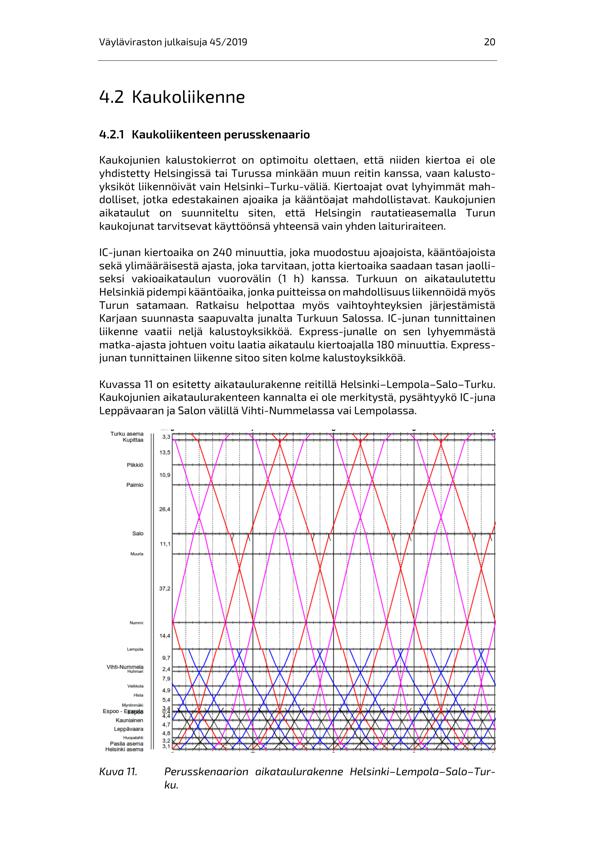 Väyläviraston julkaisuja 45/2019 20
4.2 Kaukoliikenne
4.2.1 Kaukoliikenteen perusskenaario
Kaukojunien kalustokierrot on optimoitu olettaen, että niiden kiertoa ei ole
yhdistetty Helsingissä tai Turussa minkään muun reitin kanssa, vaan kalusto-
yksiköt liikennöivät vain Helsinki–Turku-väliä. Kiertoajat ovat lyhyimmät mah-
dolliset, jotka edestakainen ajoaika ja kääntöajat mahdollistavat. Kaukojunien
aikataulut on suunniteltu siten, että Helsingin rautatieasemalla Turun
kaukojunat tarvitsevat käyttöönsä yhteensä vain yhden laituriraiteen.
IC-junan kiertoaika on 240 minuuttia, joka muodostuu ajoajoista, kääntöajoista
sekä ylimääräisestä ajasta, joka tarvitaan, jotta kiertoaika saadaan tasan jaolli-
seksi vakioaikataulun vuorovälin (1 h) kanssa. Turkuun on aikataulutettu
Helsinkiä pidempi kääntöaika, jonka puitteissa on mahdollisuus liikennöidä myös
Turun satamaan. Ratkaisu helpottaa myös vaihtoyhteyksien järjestämistä
Karjaan suunnasta saapuvalta junalta Turkuun Salossa. IC-junan tunnittainen
liikenne vaatii neljä kalustoyksikköä. Express-junalle on sen lyhyemmästä
matka-ajasta johtuen voitu laatia aikataulu kiertoajalla 180 minuuttia. Express-
junan tunnittainen liikenne sitoo siten kolme kalustoyksikköä.
Kuvassa 11 on esitetty aikataulurakenne reitillä Helsinki–Lempola–Salo–Turku.
Kaukojunien aikataulurakenteen kannalta ei ole merkitystä, pysähtyykö IC-juna
Leppävaaran ja Salon välillä Vihti-Nummelassa vai Lempolassa.
Turku asema
3,3
Kupittaa
13,5
Piikkiö
10,9
Paimio
26,4
Salo
11,1
Muurla
37,2
Nummi
14,4
Lempola
9,7
Vihti-Nummela
2,4
Huhmari
7,9
Veikkola
4,9
Hista
5,4
Myntinmäki
3,4
Espoo - Espoo
4,4
Kauniainen
4,7
Leppävaara
4,8
Huopalahti
3,2
Pasila asema
3,1
Helsinki asema
Kuva 11. Perusskenaarion aikataulurakenne Helsinki–Lempola–Salo–Tur-
ku.